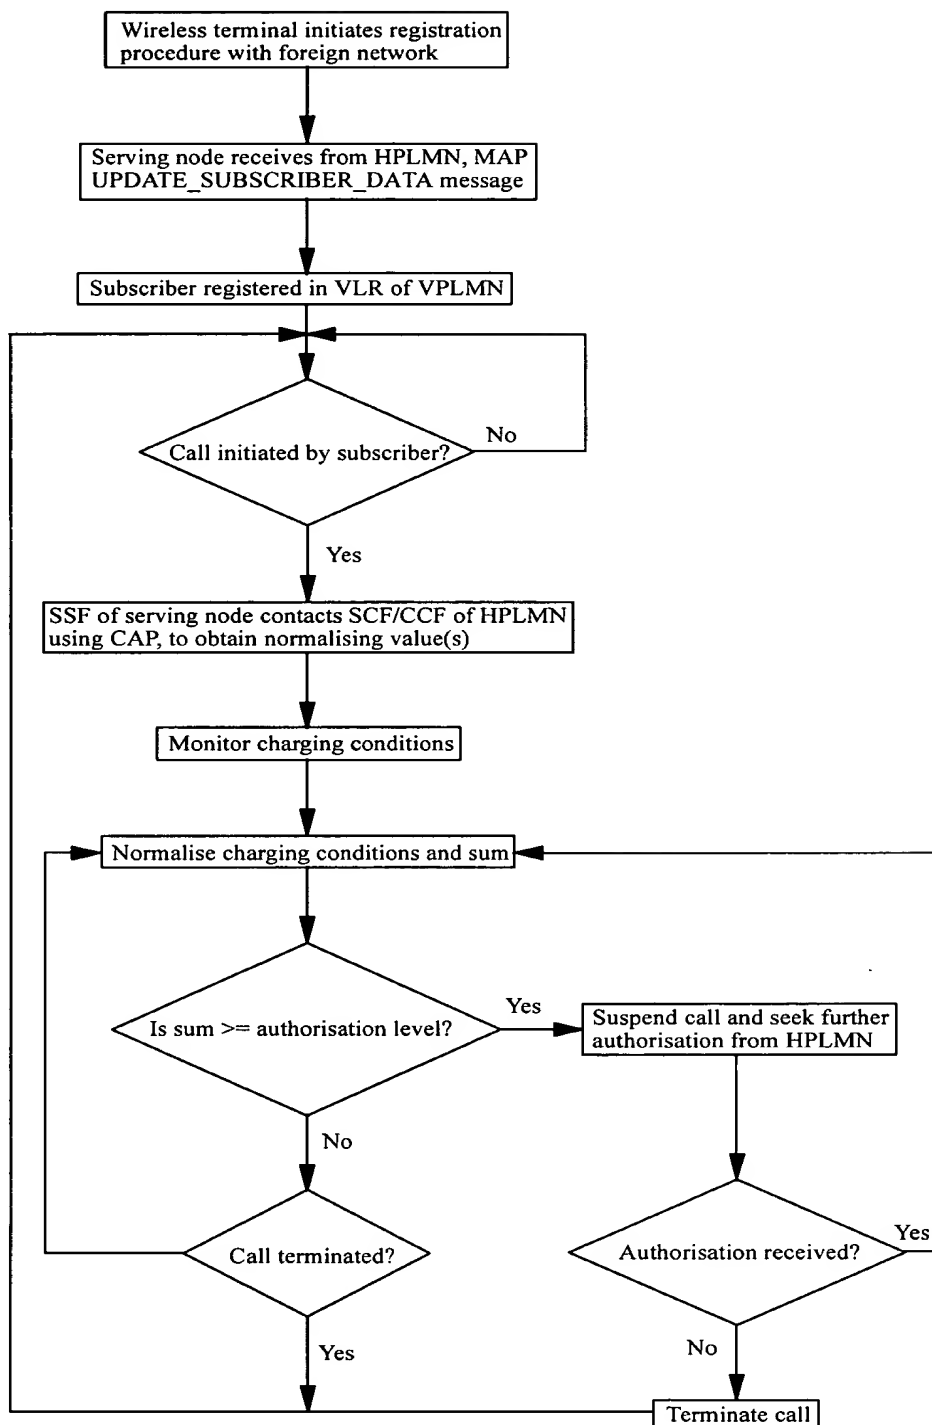 Wireless terminal initiates registration
procedure with foreign network
Serving node receives from HPLMN, MAP
UPDATE_SUBSCRIBER_DATA message
Subscriber registered in VLR of VPLMN
Call initiated by subscriber?
No
Yes
SSF of serving node contacts SCF/CCF of HPLMN
using CAP, to obtain normalising value(s)
Monitor charging conditions
Normalise charging conditions and sum
Is sum >= authorisation level?
Yes
Suspend call and seek further
authorisation from HPLMN
No
Call terminated?
Authorisation received?
Yes
Yes
No
Terminate call